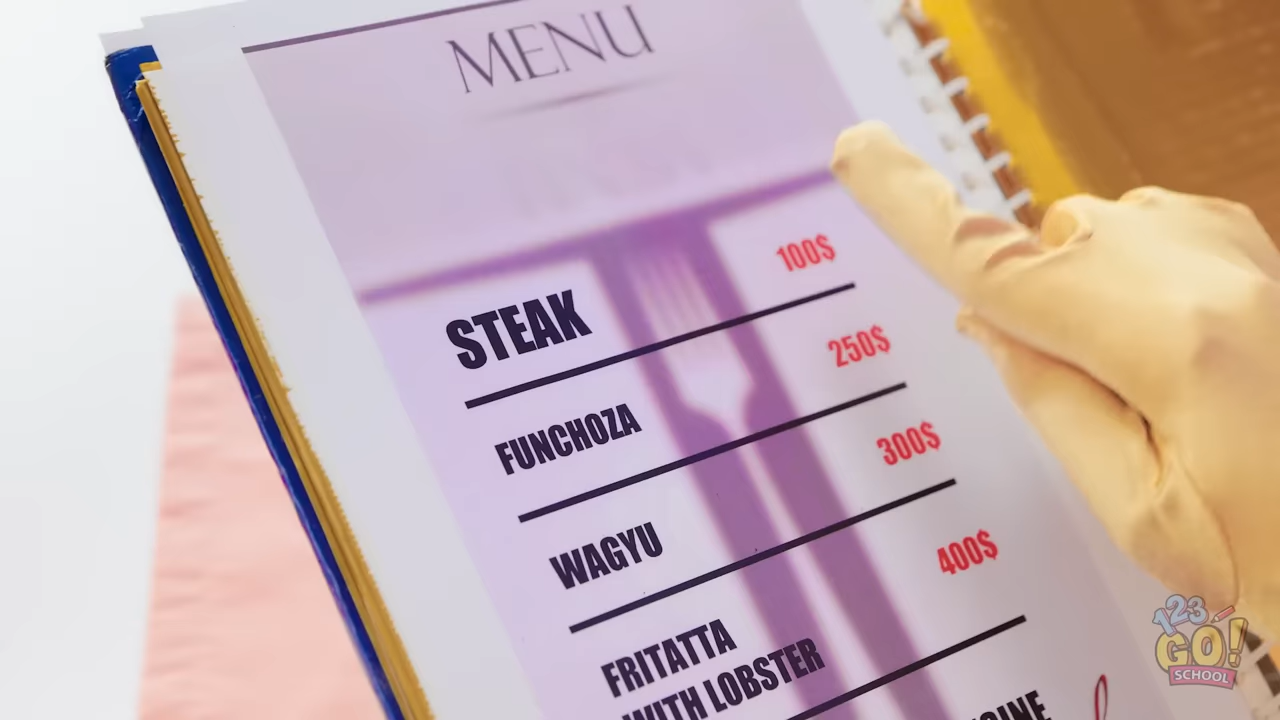 MENU
STEAK 100$
FUNCHOZA 250$
WAGYU 300$
FRITATTA 400$
WITH LOBSTER
123
GO!
SCHOOL